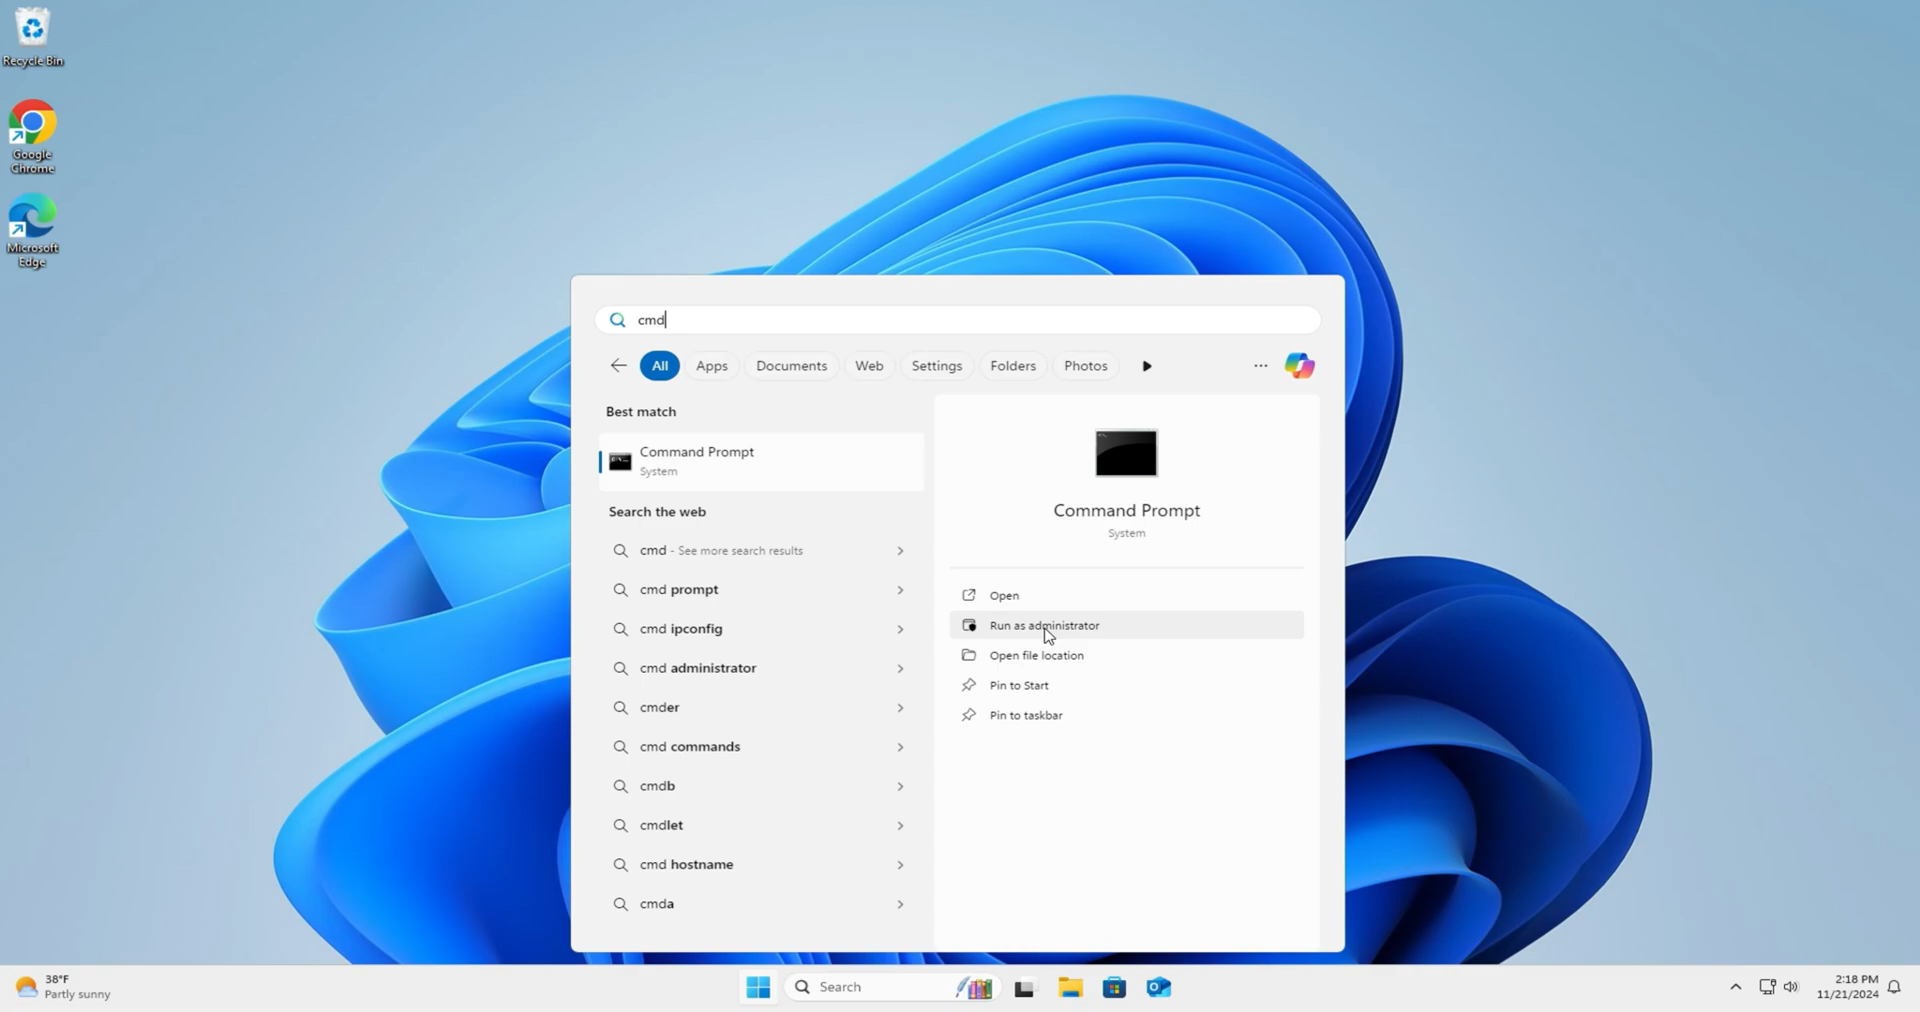 Recycle Bin
Google
Chrome
Microsoft
Edge
cmd
All
Apps
Documents
Web
Settings
Folders
Photos
Best match
Command Prompt
System
Search the web
cmd - See more search results
cmd prompt
cmd ipconfig
cmd administrator
cmder
cmd commands
cmdb
cmdlet
cmd hostname
cmda
Command Prompt
System
Open
Run as administrator
Open file location
Pin to Start
Pin to taskbar
38°F
Partly sunny
Search
2:18 PM
11/21/2024